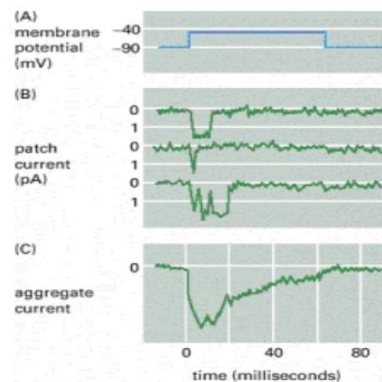 (A)
membrane −40
potential −90
(mV)
(B)
0
1
patch 0
current 1
(pA) 0
1
(C)
0
aggregate
current
0 40 80
time (milliseconds)